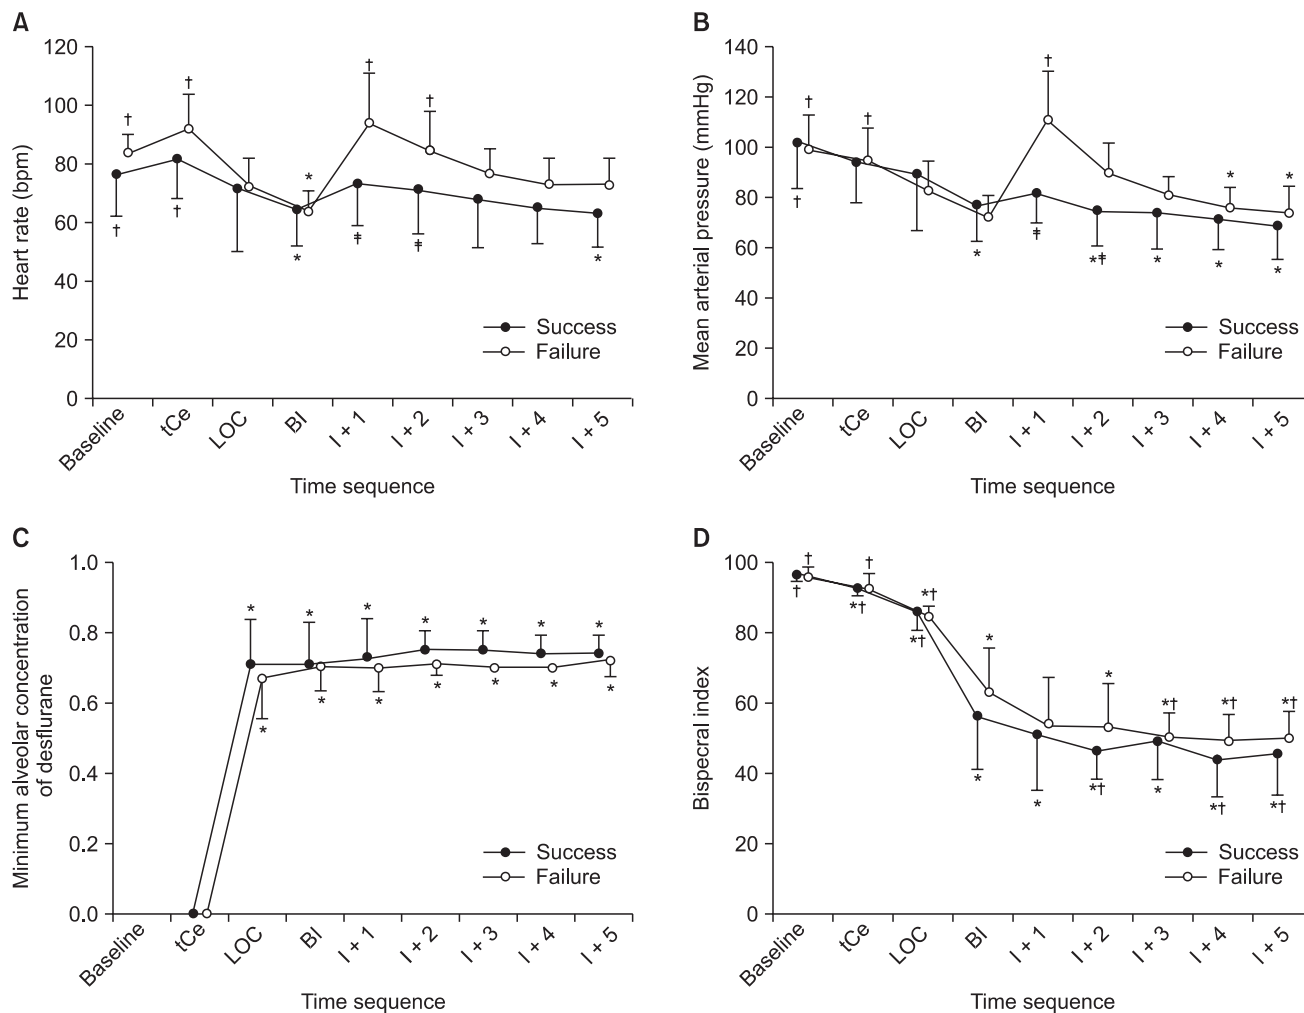 A
Heart rate (bpm)
120
100
80
60
40
20
0
† † † † *
† † * ‡ ‡ *
Success
Failure
Baseline tCe LOC BI I + 1 I + 2 I + 3 I + 4 I + 5
Time sequence
B
Mean arterial pressure (mmHg)
140
120
100
80
60
40
20
0
† † † * *
† * ‡ *‡ * * *
Success
Failure
Baseline tCe LOC BI I + 1 I + 2 I + 3 I + 4 I + 5
Time sequence
C
Minimum alveolar concentration
of desflurane
1.0
0.8
0.6
0.4
0.2
0.0
* * * * * * *
* * * * * * *
Success
Failure
Baseline tCe LOC BI I + 1 I + 2 I + 3 I + 4 I + 5
Time sequence
D
Bispecral index
100
80
60
40
20
0
† † *† * * *† *† *†
† *† *† * * *† * *† *†
Success
Failure
Baseline tCe LOC BI I + 1 I + 2 I + 3 I + 4 I + 5
Time sequence